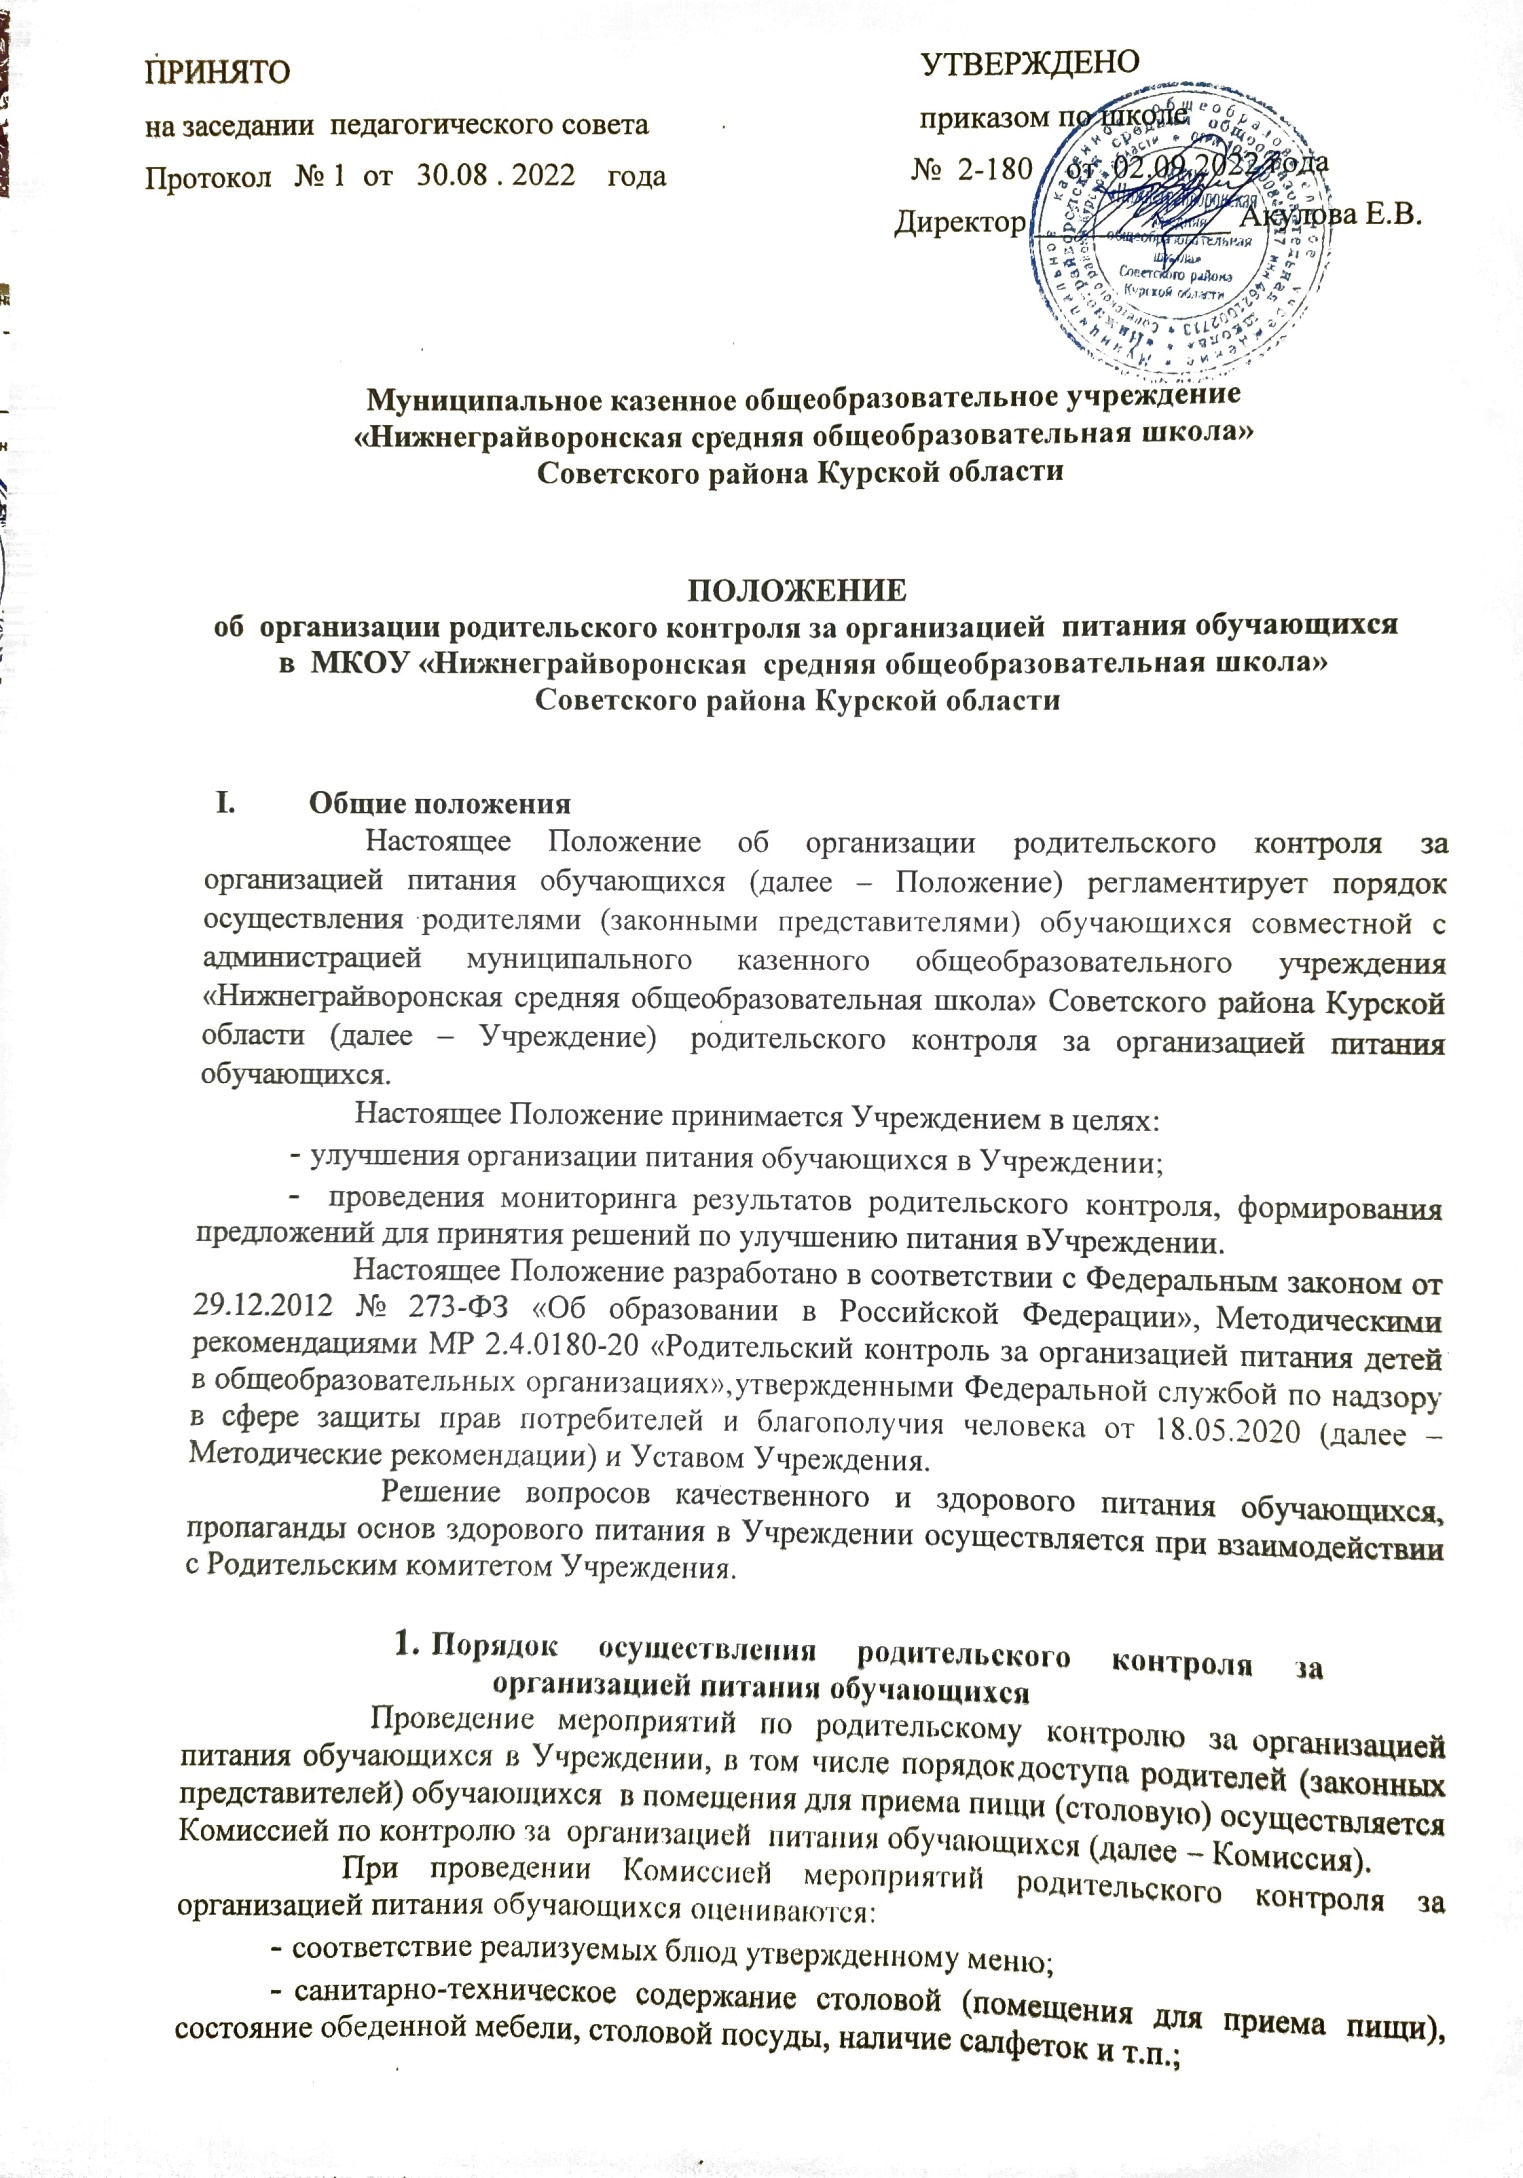 ПРИНЯТО
на заседании педагогического совета
Протокол № 1 от 30.08 . 2022 года
УТВЕРЖДЕНО
приказом по школе
№ 2-180 от 02.09.2022 года
Директор ____________ Акулова Е.В.
общеобразовательная
школа»
Советского района
Курской области
Муниципальное казенное общеобразовательное учреждение
«Нижнеграйворонская средняя общеобразовательная школа»
Советского района Курской области
ПОЛОЖЕНИЕ
об организации родительского контроля за организацией питания обучающихся
в МКОУ «Нижнеграйворонская средняя общеобразовательная школа»
Советского района Курской области
I. Общие положения
Настоящее Положение об организации родительского контроля за
организацией питания обучающихся (далее – Положение) регламентирует порядок
осуществления родителями (законными представителями) обучающихся совместной с
администрацией муниципального казенного общеобразовательного учреждения
«Нижнеграйворонская средняя общеобразовательная школа» Советского района Курской
области (далее – Учреждение) родительского контроля за организацией питания
обучающихся.
Настоящее Положение принимается Учреждением в целях:
- улучшения организации питания обучающихся в Учреждении;
- проведения мониторинга результатов родительского контроля, формирования
предложений для принятия решений по улучшению питания вУчреждении.
Настоящее Положение разработано в соответствии с Федеральным законом от
29.12.2012 № 273-ФЗ «Об образовании в Российской Федерации», Методическими
рекомендациями МР 2.4.0180-20 «Родительский контроль за организацией питания детей
в общеобразовательных организациях»,утвержденными Федеральной службой по надзору
в сфере защиты прав потребителей и благополучия человека от 18.05.2020 (далее –
Методические рекомендации) и Уставом Учреждения.
Решение вопросов качественного и здорового питания обучающихся,
пропаганды основ здорового питания в Учреждении осуществляется при взаимодействии
с Родительским комитетом Учреждения.
1. Порядок осуществления родительского контроля за
организацией питания обучающихся
Проведение мероприятий по родительскому контролю за организацией
питания обучающихся в Учреждении, в том числе порядокдоступа родителей (законных
представителей) обучающихся в помещения для приема пищи (столовую) осуществляется
Комиссией по контролю за организацией питания обучающихся (далее – Комиссия).
При проведении Комиссией мероприятий родительского контроля за
организацией питания обучающихся оцениваются:
- соответствие реализуемых блюд утвержденному меню;
- санитарно-техническое содержание столовой (помещения для приема пищи),
состояние обеденной мебели, столовой посуды, наличие салфеток и т.п.;